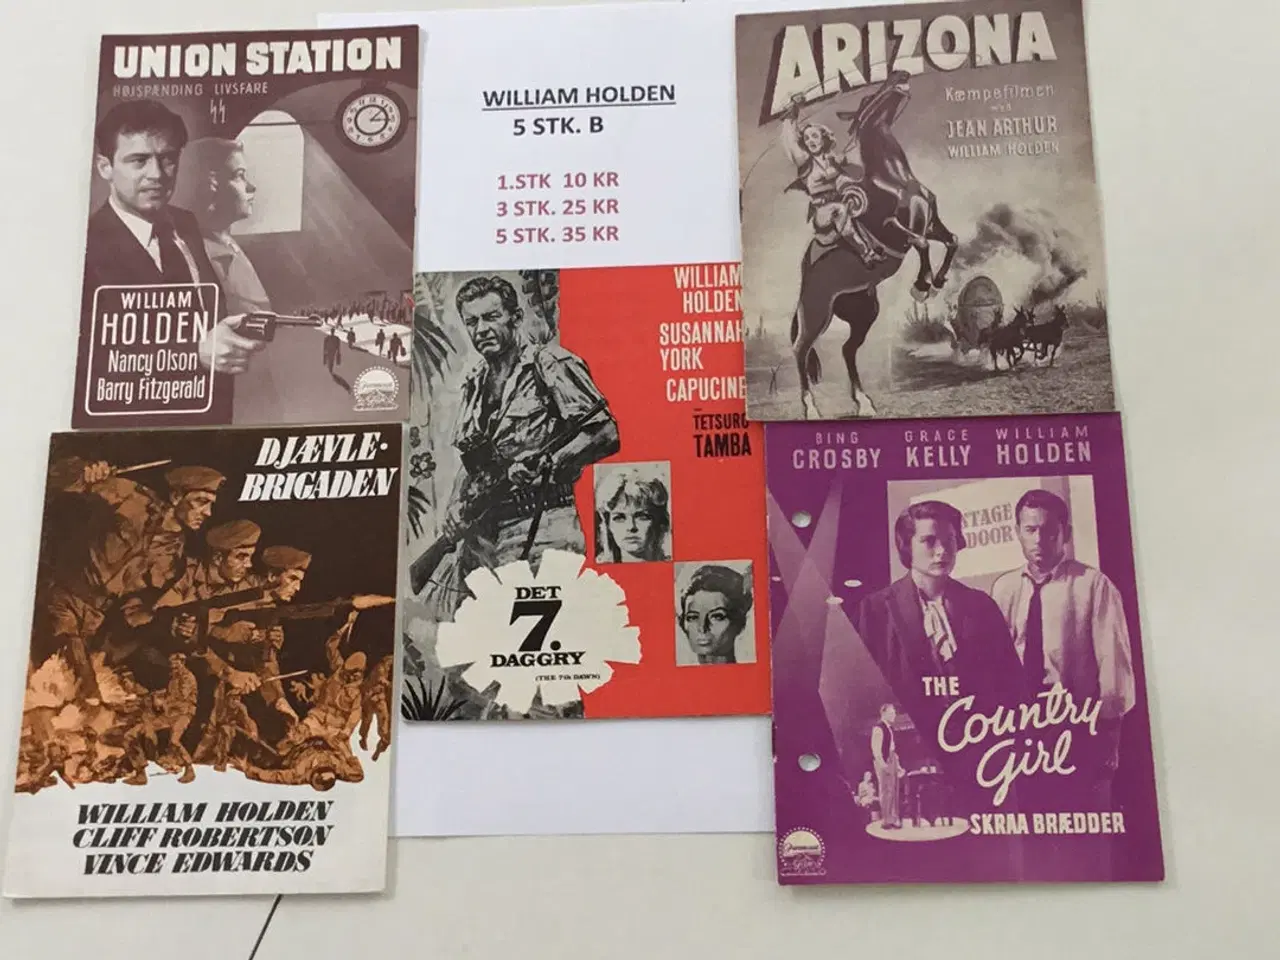 UNION STATION
HØJSPÆNDING LIVSFARE
WILLIAM
HOLDEN
Nancy Olson
Barry Fitzgerald
Paramount
WILLIAM HOLDEN
5 STK. B
1.STK 10 KR
3 STK. 25 KR
5 STK. 35 KR
ARIZONA
Kæmpefilmen
med
JEAN ARTHUR
WILLIAM HOLDEN
WILLIAM
HOLDEN
SUSANNAH
YORK
CAPUCINE
TETSURO
TAMBA
DET
7.
DAGGRY
(THE 7th DAWN)
DJÆVLE-
BRIGADEN
WILLIAM HOLDEN
CLIFF ROBERTSON
VINCE EDWARDS
BING GRACE WILLIAM
CROSBY KELLY HOLDEN
STAGE
DOOR
THE
Country
Girl
SKRAA BRÆDDER
Paramount